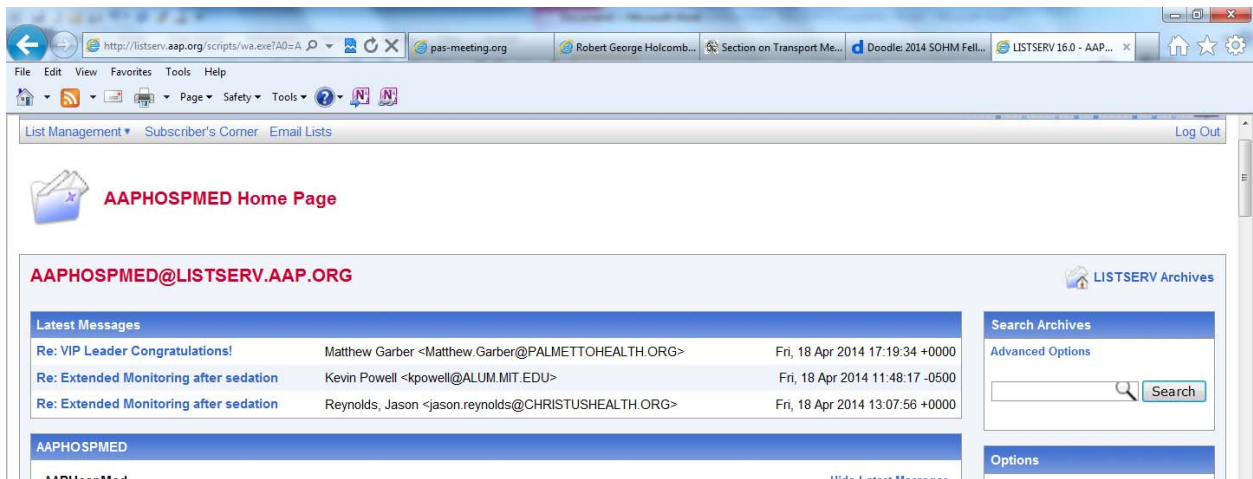 http://listserv.aap.org/scripts/wa.exe?A0=A
pas-meeting.org
Robert George Holcomb...
Section on Transport Me...
Doodle: 2014 SOHM Fell...
LISTSERV 16.0 - AAP...
File Edit View Favorites Tools Help
Page Safety Tools
List Management Subscriber's Corner Email Lists Log Out
AAPHOSPMED Home Page
AAPHOSPMED@LISTSERV.AAP.ORG
LISTSERV Archives
Latest Messages
Re: VIP Leader Congratulations! Matthew Garber <Matthew.Garber@PALMETTOHEALTH.ORG> Fri, 18 Apr 2014 17:19:34 +0000
Re: Extended Monitoring after sedation Kevin Powell <kpowell@ALUM.MIT.EDU> Fri, 18 Apr 2014 11:48:17 -0500
Re: Extended Monitoring after sedation Reynolds, Jason <jason.reynolds@CHRISTUSHEALTH.ORG> Fri, 18 Apr 2014 13:07:56 +0000
Search Archives
Advanced Options
Search
AAPHOSPMED
Options